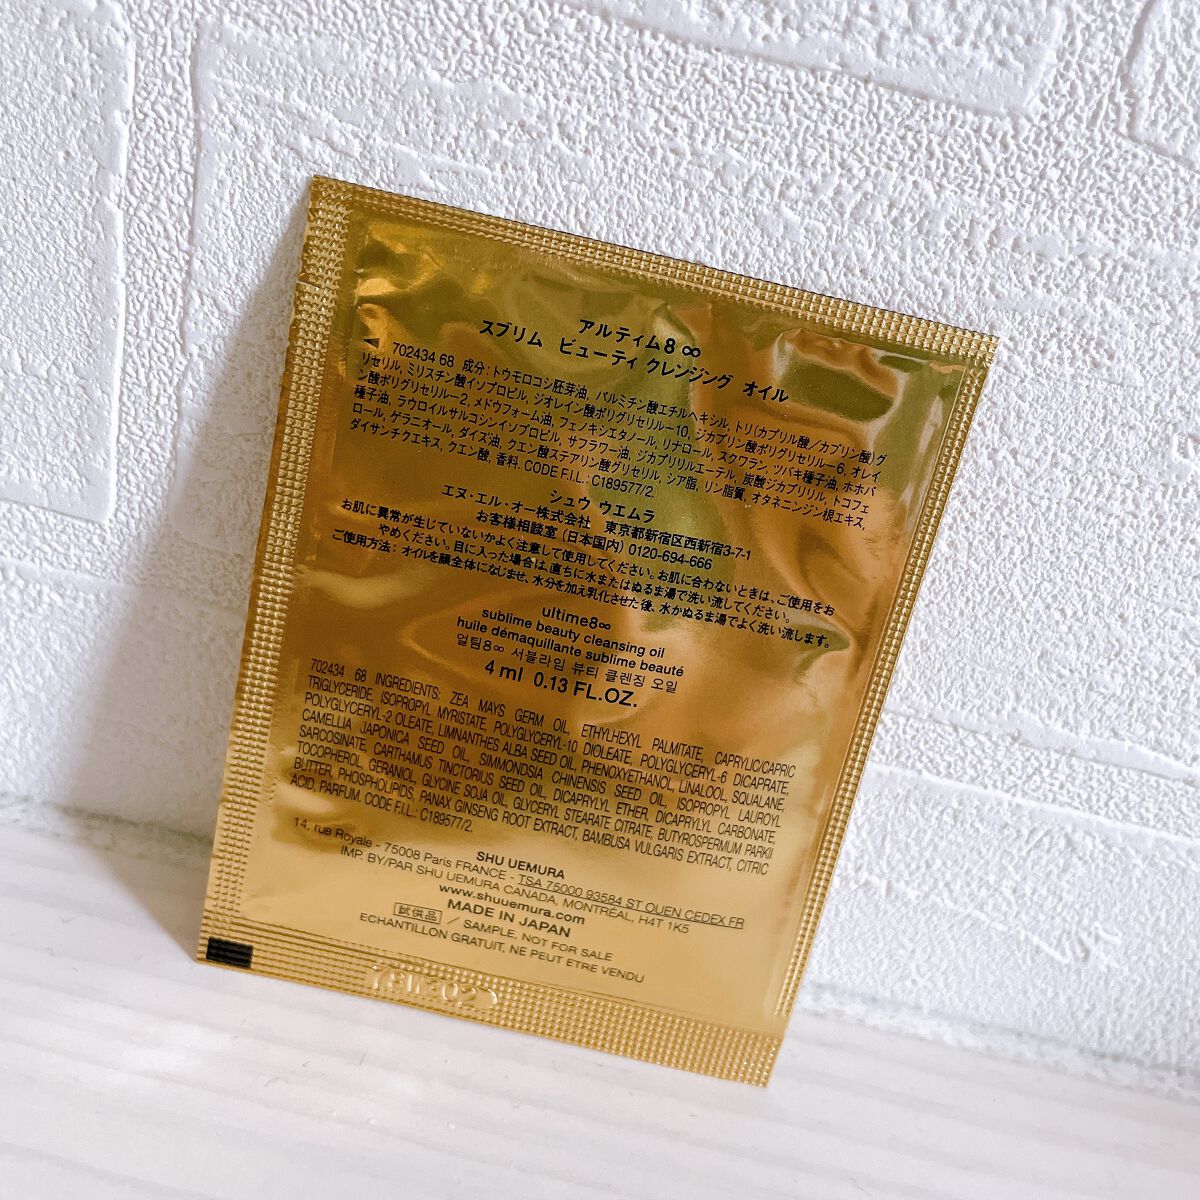 アルティム8 ∞
スブリム ビューティ クレンジング オイル
702434 68 成分:トウモロコシ胚芽油, パルミチン酸エチルヘキシル, トリ(カプリル酸/カプリン酸)グ
リセリル, ミリスチン酸イソプロピル, ジオレイン酸ポリグリセリル-10, ジカプリン酸ポリグリセリル-6, オレイ
ン酸ポリグリセリル-2, メドウフォーム油, フェノキシエタノール, リナロール, スクワラン, ツバキ種子油, ホホバ
種子油, ラウロイルサルコシンイソプロピル, サフラワー油, ジカプリリルエーテル, 炭酸ジカプリリル, トコフェ
ロール, ゲラニオール, ダイズ油, クエン酸ステアリン酸グリセリル, シア脂, リン脂質, オタネニンジン根エキス,
ダイサンチクエキス, クエン酸, 香料. CODE F.I.L.: C189577/2.
シュウ ウエムラ
エヌ・エル・オー株式会社 東京都新宿区西新宿3-7-1
お客様相談室(日本国内) 0120-694-666
お肌に異常が生じていないかよく注意して使用してください。お肌に合わないときは、ご使用をお
やめください。目に入った場合は、直ちに水またはぬるま湯で洗い流してください。
ご使用方法:オイルを顔全体になじませ、水分を加え乳化させた後、水かぬるま湯でよく洗い流します。
ultime8∞
sublime beauty cleansing oil
huile démaquillante sublime beauté
얼팀8∞ 서블라임 뷰티 클렌징 오일
4 ml 0.13 FL.OZ.
702434 68 INGREDIENTS: ZEA MAYS GERM OIL, ETHYLHEXYL PALMITATE, CAPRYLIC/CAPRIC
TRIGLYCERIDE, ISOPROPYL MYRISTATE, POLYGLYCERYL-10 DIOLEATE, POLYGLYCERYL-6 DICAPRATE,
POLYGLYCERYL-2 OLEATE, LIMNANTHES ALBA SEED OIL, PHENOXYETHANOL, LINALOOL, SQUALANE,
CAMELLIA JAPONICA SEED OIL, SIMMONDSIA CHINENSIS SEED OIL, ISOPROPYL LAUROYL
SARCOSINATE, CARTHAMUS TINCTORIUS SEED OIL, DICAPRYLYL ETHER, DICAPRYLYL CARBONATE,
TOCOPHEROL, GERANIOL, GLYCINE SOJA OIL, GLYCERYL STEARATE CITRATE, BUTYROSPERMUM PARKII
BUTTER, PHOSPHOLIPIDS, PANAX GINSENG ROOT EXTRACT, BAMBUSA VULGARIS EXTRACT, CITRIC
ACID, PARFUM. CODE F.I.L.: C189577/2.
SHU UEMURA
14, rue Royale - 75008 Paris FRANCE - TSA 75000 93584 ST OUEN CEDEX FR
IMP. BY/PAR SHU UEMURA CANADA, MONTRÉAL, H4T 1K5
www.shuuemura.com
MADE IN JAPAN
試供品 / SAMPLE, NOT FOR SALE
ECHANTILLON GRATUIT, NE PEUT ETRE VENDU